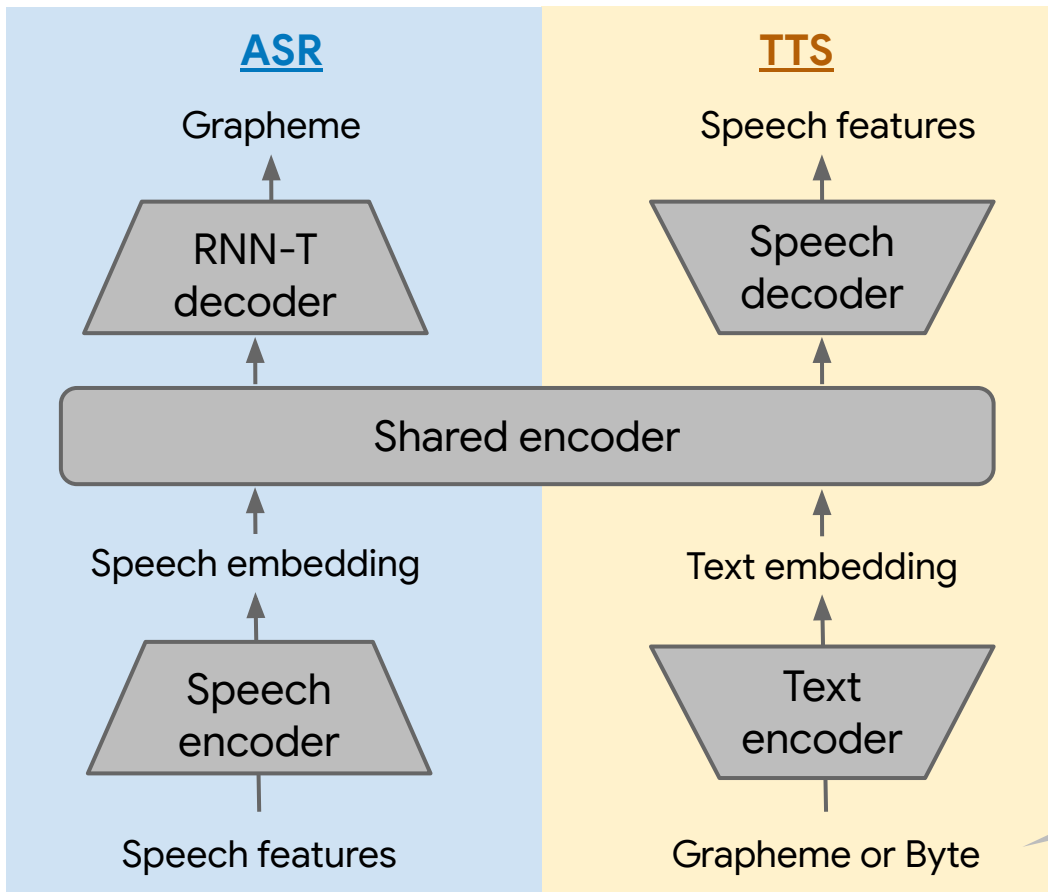 ASR
Grapheme
RNN-T
decoder
TTS
Speech features
Speech
decoder
Shared encoder
Speech embedding
Speech
encoder
Speech features
Text embedding
Text
encoder
Grapheme or Byte